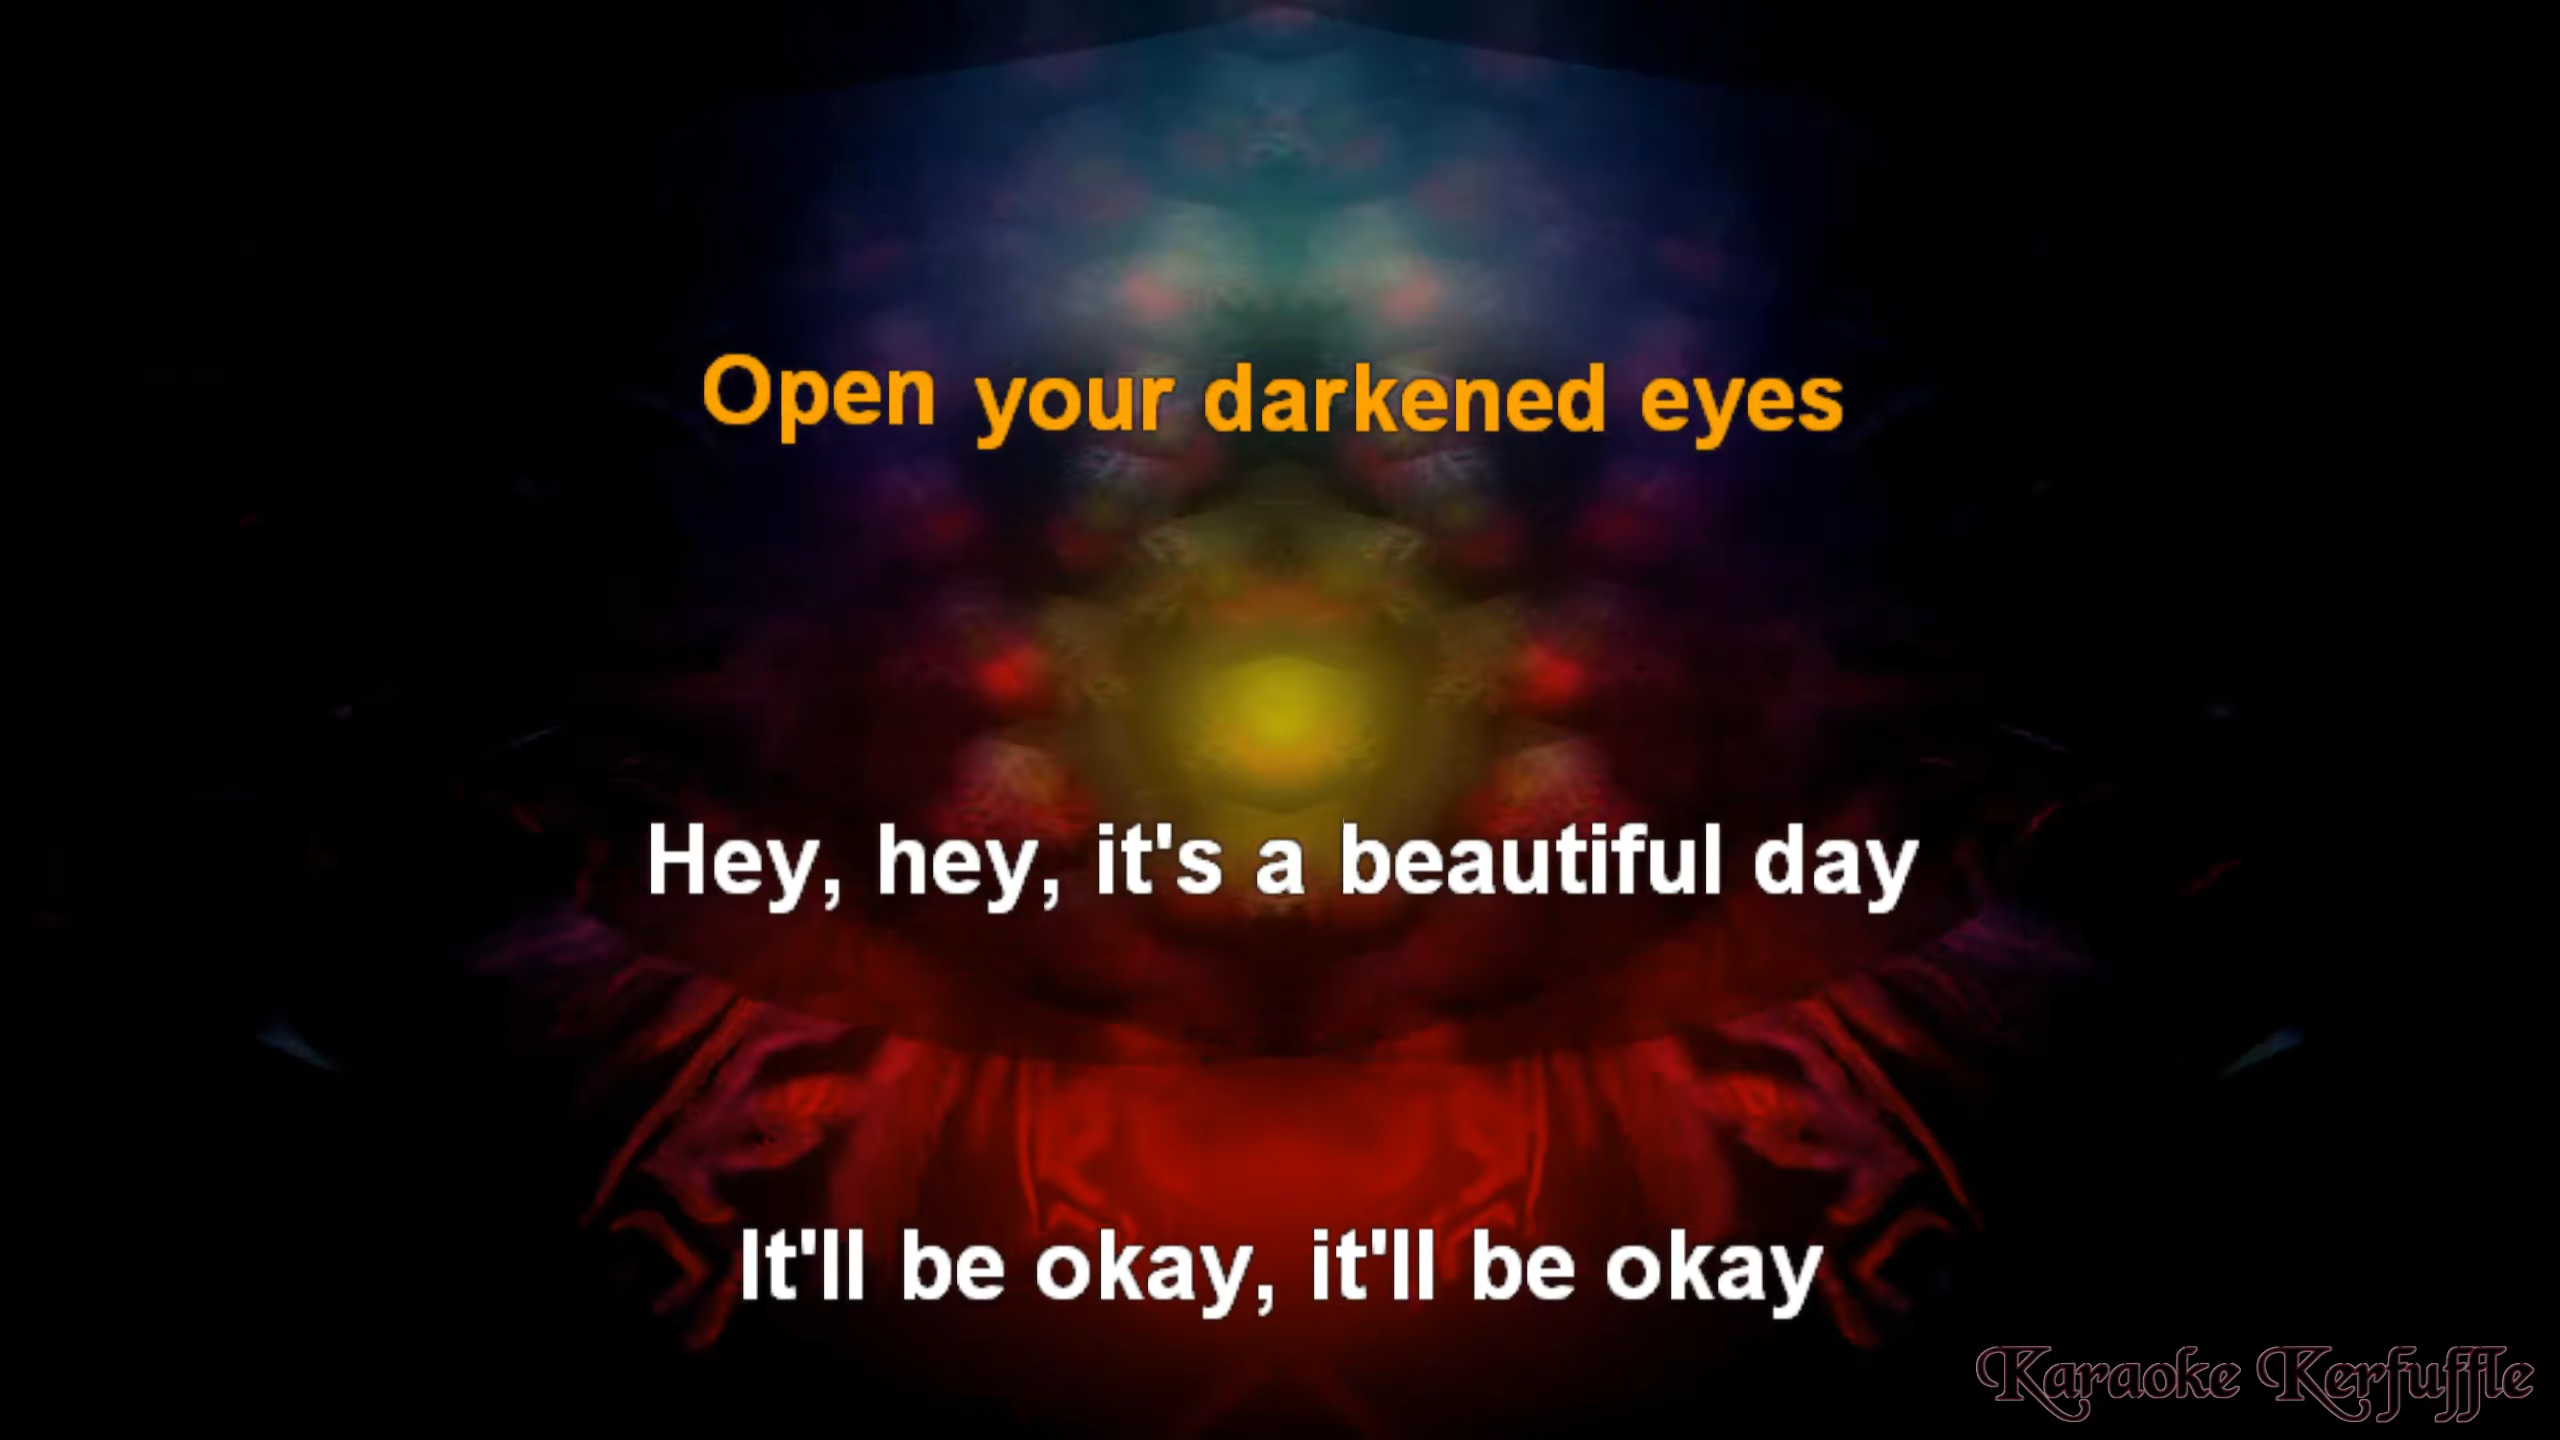 Open your darkened eyes
Hey, hey, it's a beautiful day
It'll be okay, it'll be okay
Karaoke Kerfuffle